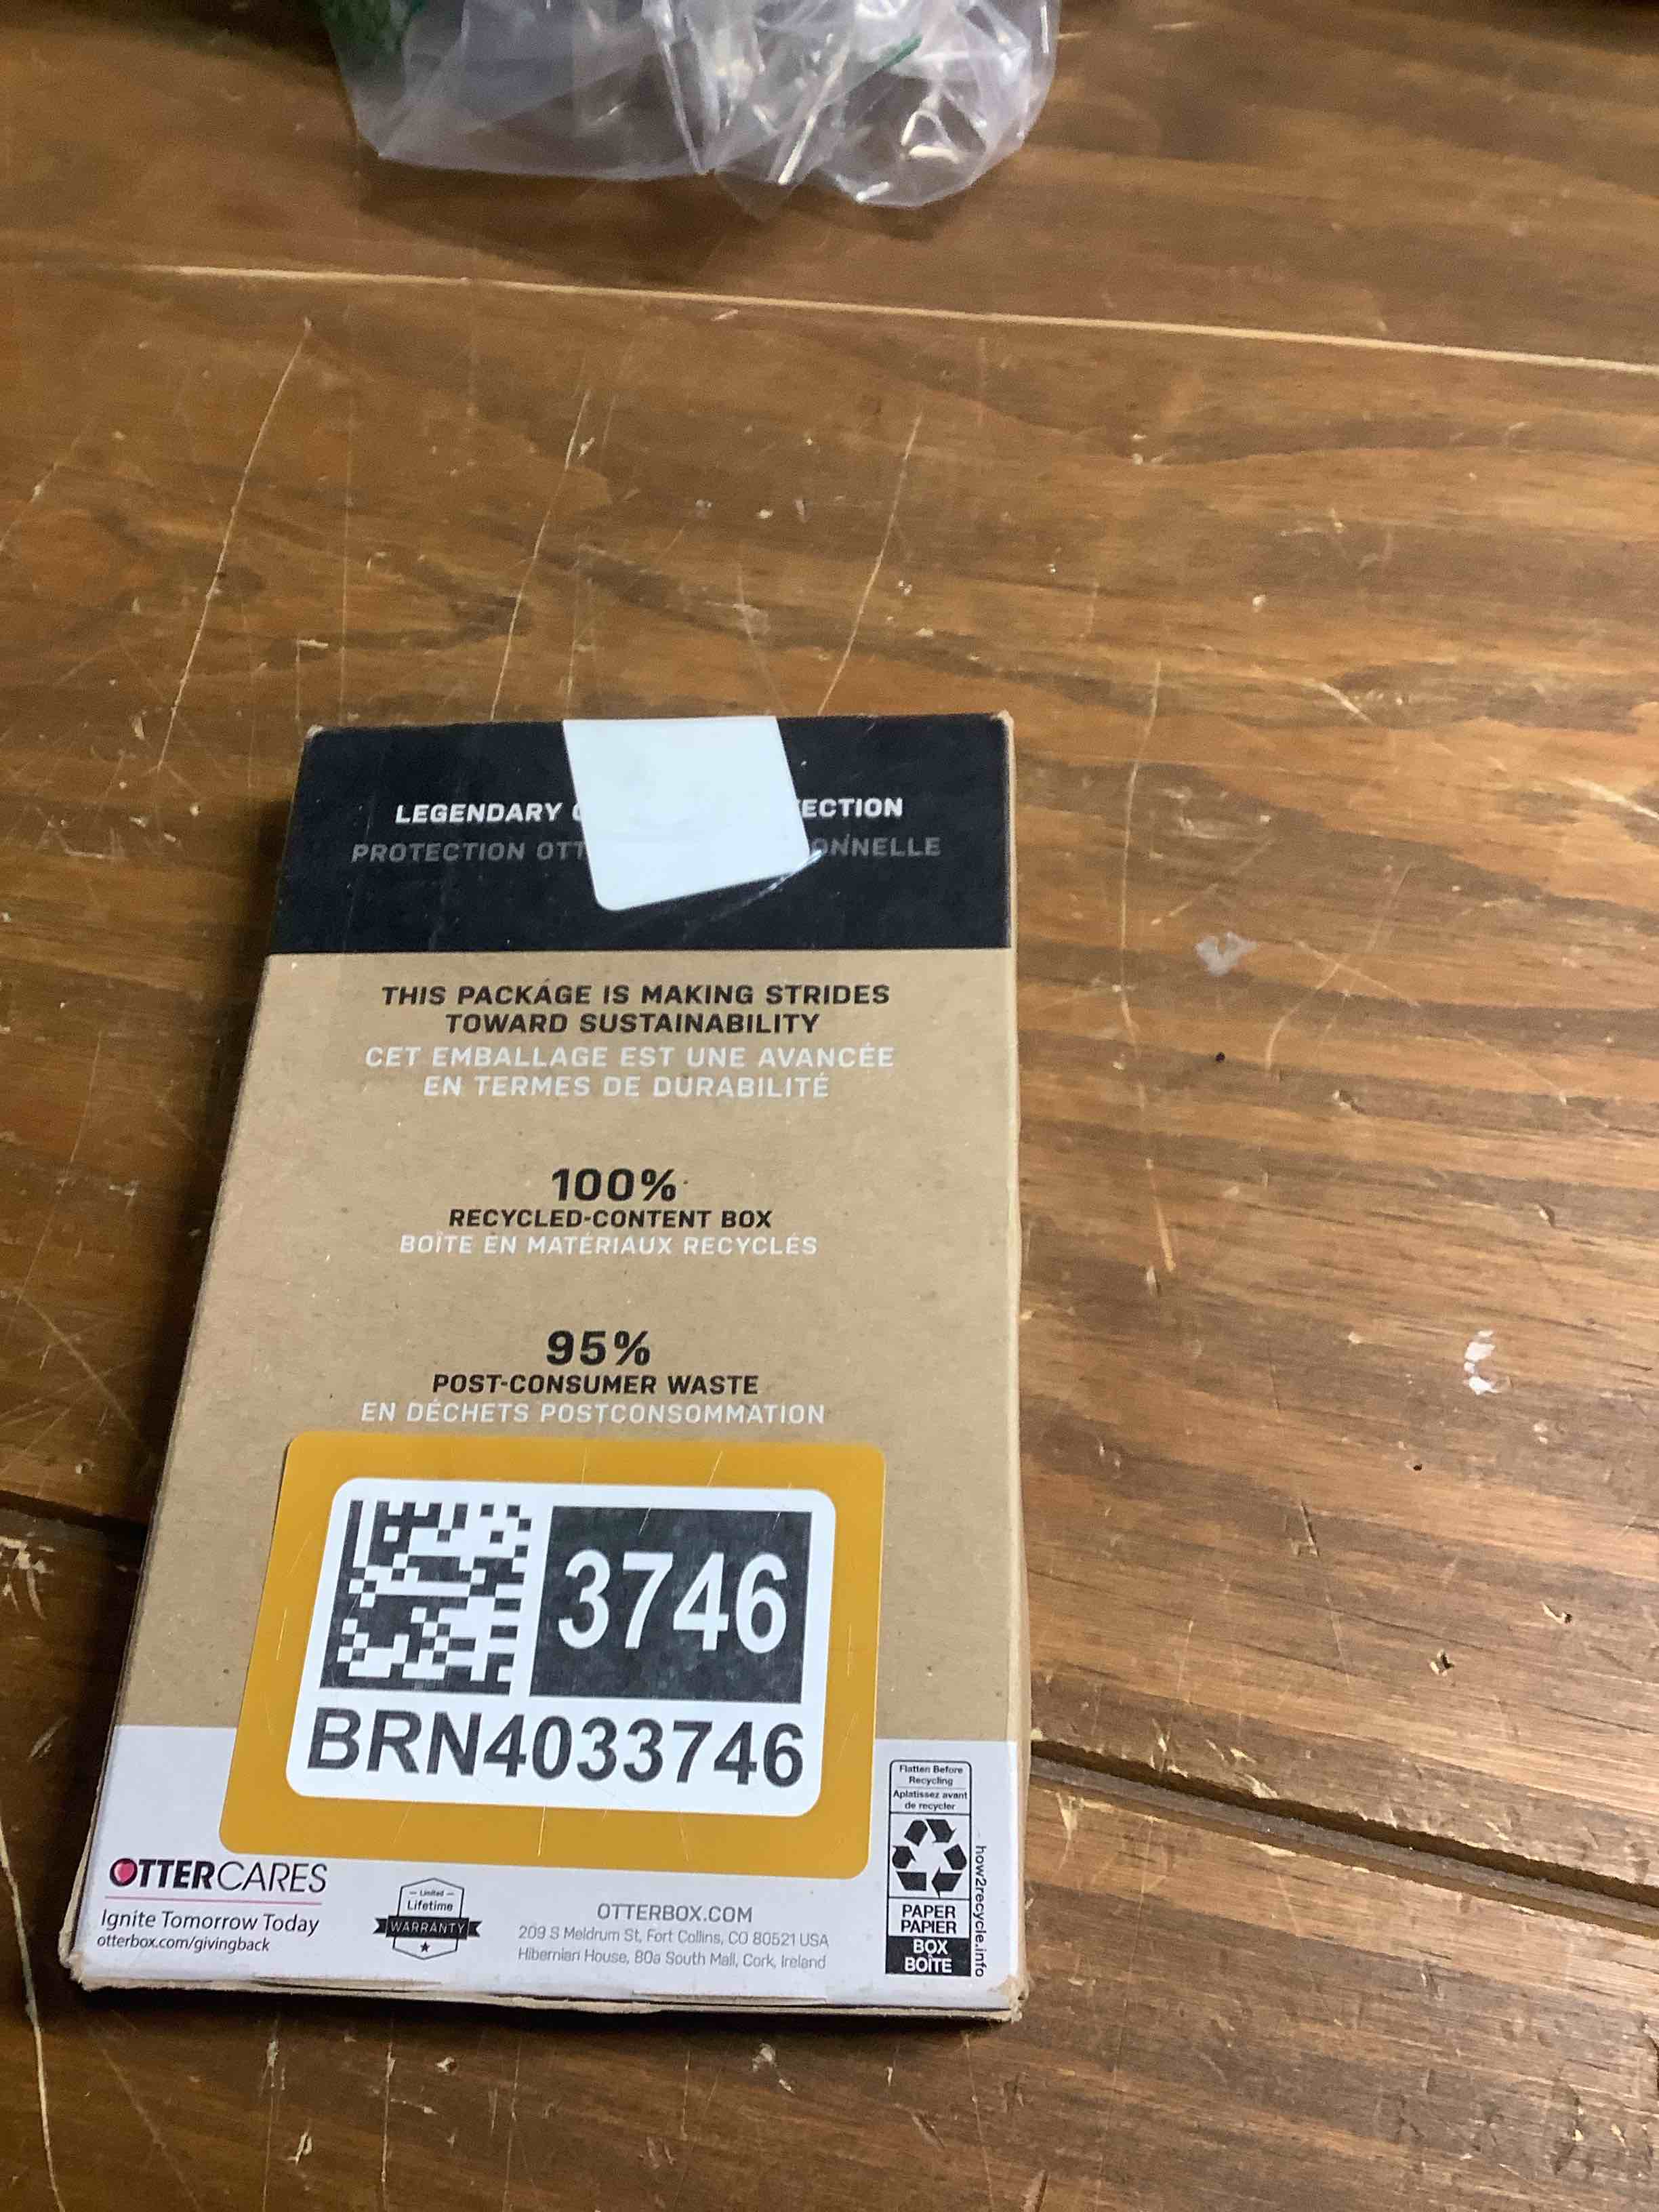 LEGENDARY
ECTION
PROTECTION OTT
ONNELLE
THIS PACKAGE IS MAKING STRIDES
TOWARD SUSTAINABILITY
CET EMBALLAGE EST UNE AVANCÉE
EN TERMES DE DURABILITÉ
100%
RECYCLED-CONTENT BOX
BOÎTE EN MATÉRIAUX RECYCLÉS
95%
POST-CONSUMER WASTE
EN DÉCHETS POSTCONSOMMATION
3746
BRN4033746
OTTERCARES
Ignite Tomorrow Today
otterbox.com/givingback
Limited
Lifetime
WARRANTY
OTTERBOX.COM
209 S Meldrum St, Fort Collins, CO 80521 USA
Hibernian House, 80a South Mall, Cork, Ireland
Flatten Before
Recycling
Aplatissez avant
de recycler
PAPER
PAPIER
BOX
BOÎTE
how2recycle.info